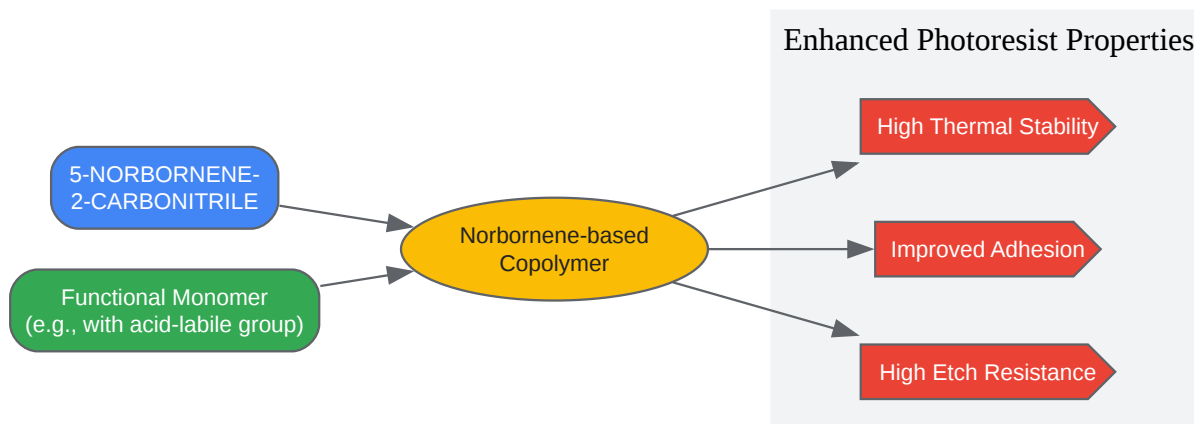 Enhanced Photoresist Properties
5-NORBORNENE-
2-CARBONITRILE
Functional Monomer
(e.g., with acid-labile group)
Norbornene-based
Copolymer
High Thermal Stability
Improved Adhesion
High Etch Resistance